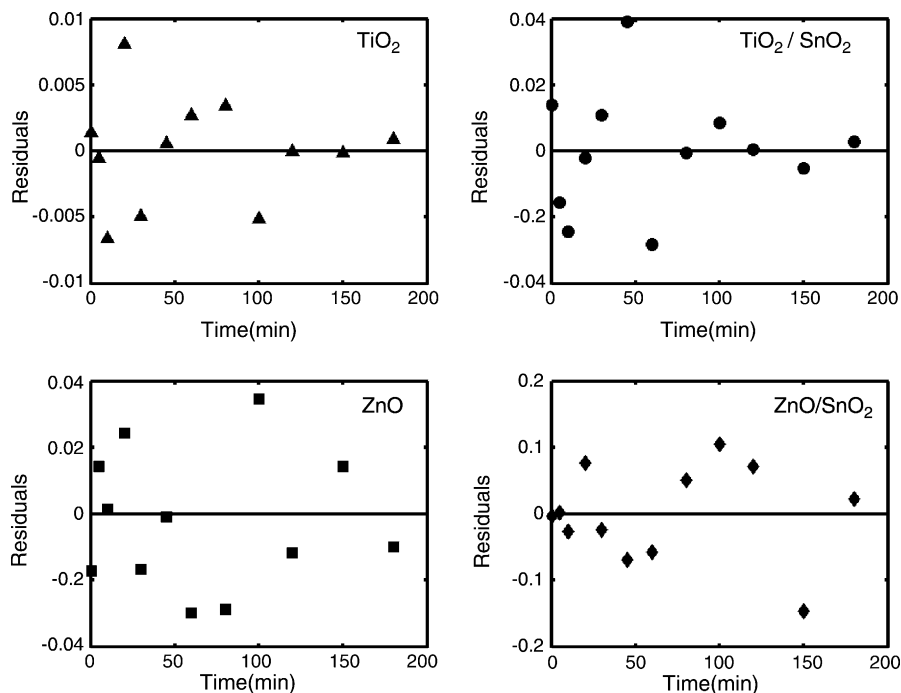 0.01
TiO2
0.005
0
-0.005
-0.01
Residuals
0 50 100 150 200
Time(min)
0.04
TiO2 / SnO2
0.02
0
-0.2
-0.04
Residuals
0 50 100 150 200
Time(min)
0.04
ZnO
0.02
0
-0.2
-0.04
Residuals
0 50 100 150 200
Time(min)
0.2
ZnO/SnO2
0.1
0
-0.1
-0.2
Residuals
0 50 100 150 200
Time(min)